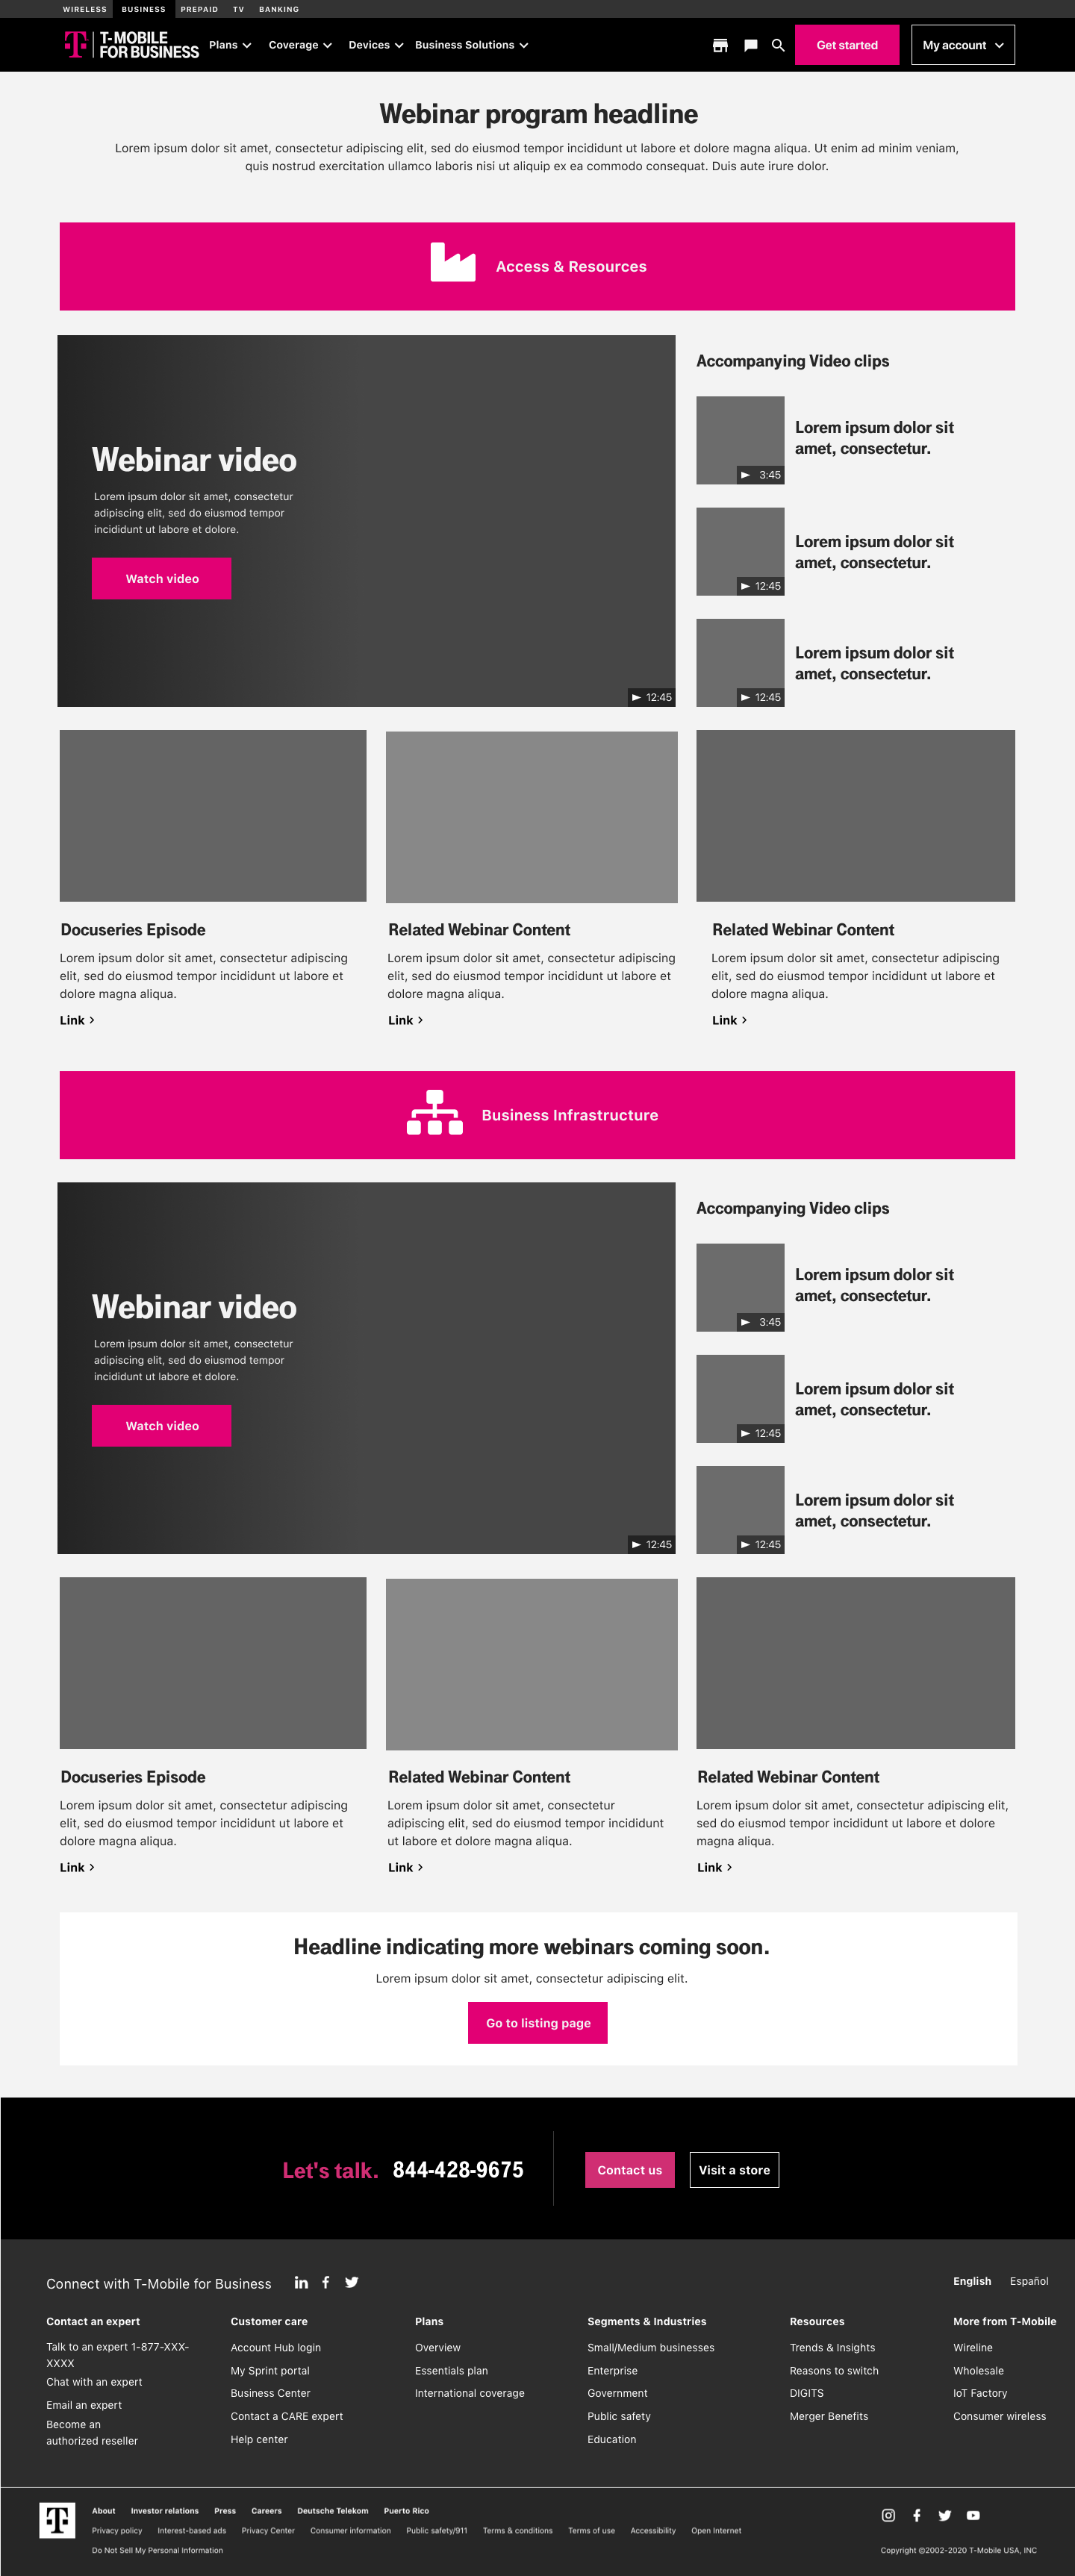 WIRELESS BUSINESS PREPAID TV BANKING
T-MOBILE
FOR BUSINESS
Plans Coverage Devices Business Solutions Get started My account
Webinar program headline
Lorem ipsum dolor sit amet, consectetur adipiscing elit, sed do eiusmod tempor incididunt ut labore et dolore magna aliqua. Ut enim ad minim veniam,
quis nostrud exercitation ullamco laboris nisi ut aliquip ex ea commodo consequat. Duis aute irure dolor.
Access & Resources
Webinar video
Lorem ipsum dolor sit amet, consectetur
adipiscing elit, sed do eiusmod tempor
incididunt ut labore et dolore.
Watch video
12:45
Accompanying Video clips
Lorem ipsum dolor sit
amet, consectetur.
3:45
Lorem ipsum dolor sit
amet, consectetur.
12:45
Lorem ipsum dolor sit
amet, consectetur.
12:45
Docuseries Episode
Lorem ipsum dolor sit amet, consectetur adipiscing
elit, sed do eiusmod tempor incididunt ut labore et
dolore magna aliqua.
Link
Related Webinar Content
Lorem ipsum dolor sit amet, consectetur adipiscing
elit, sed do eiusmod tempor incididunt ut labore et
dolore magna aliqua.
Link
Related Webinar Content
Lorem ipsum dolor sit amet, consectetur adipiscing
elit, sed do eiusmod tempor incididunt ut labore et
dolore magna aliqua.
Link
Business Infrastructure
Webinar video
Lorem ipsum dolor sit amet, consectetur
adipiscing elit, sed do eiusmod tempor
incididunt ut labore et dolore.
Watch video
12:45
Accompanying Video clips
Lorem ipsum dolor sit
amet, consectetur.
3:45
Lorem ipsum dolor sit
amet, consectetur.
12:45
Lorem ipsum dolor sit
amet, consectetur.
12:45
Docuseries Episode
Lorem ipsum dolor sit amet, consectetur adipiscing
elit, sed do eiusmod tempor incididunt ut labore et
dolore magna aliqua.
Link
Related Webinar Content
Lorem ipsum dolor sit amet, consectetur
adipiscing elit, sed do eiusmod tempor incididunt
ut labore et dolore magna aliqua.
Link
Related Webinar Content
Lorem ipsum dolor sit amet, consectetur adipiscing elit,
sed do eiusmod tempor incididunt ut labore et dolore
magna aliqua.
Link
Headline indicating more webinars coming soon.
Lorem ipsum dolor sit amet, consectetur adipiscing elit.
Go to listing page
Let's talk. 844-428-9675 Contact us Visit a store
Connect with T-Mobile for Business
English Español
Contact an expert
Talk to an expert 1-877-XXX-
XXXX
Chat with an expert
Email an expert
Become an
authorized reseller
Customer care
Account Hub login
My Sprint portal
Business Center
Contact a CARE expert
Help center
Plans
Overview
Essentials plan
International coverage
Segments & Industries
Small/Medium businesses
Enterprise
Government
Public safety
Education
Resources
Trends & Insights
Reasons to switch
DIGITS
Merger Benefits
More from T-Mobile
Wireline
Wholesale
IoT Factory
Consumer wireless
About Investor relations Press Careers Deutsche Telekom Puerto Rico
Privacy policy Interest-based ads Privacy Center Consumer information Public safety/911 Terms & conditions Terms of use Accessibility Open Internet
Do Not Sell My Personal Information
Copyright ©2002-2020 T-Mobile USA, INC